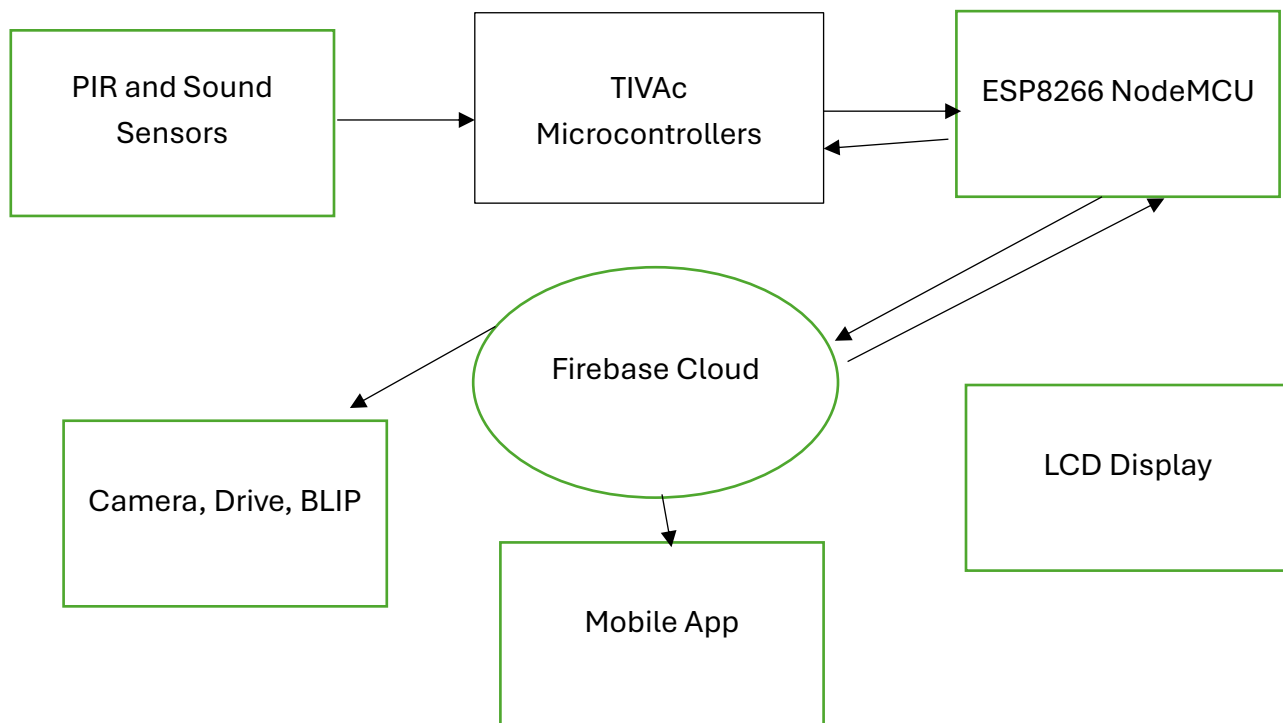 PIR and Sound
Sensors
TIVAc
Microcontrollers
ESP8266 NodeMCU
Firebase Cloud
LCD Display
Camera, Drive, BLIP
Mobile App